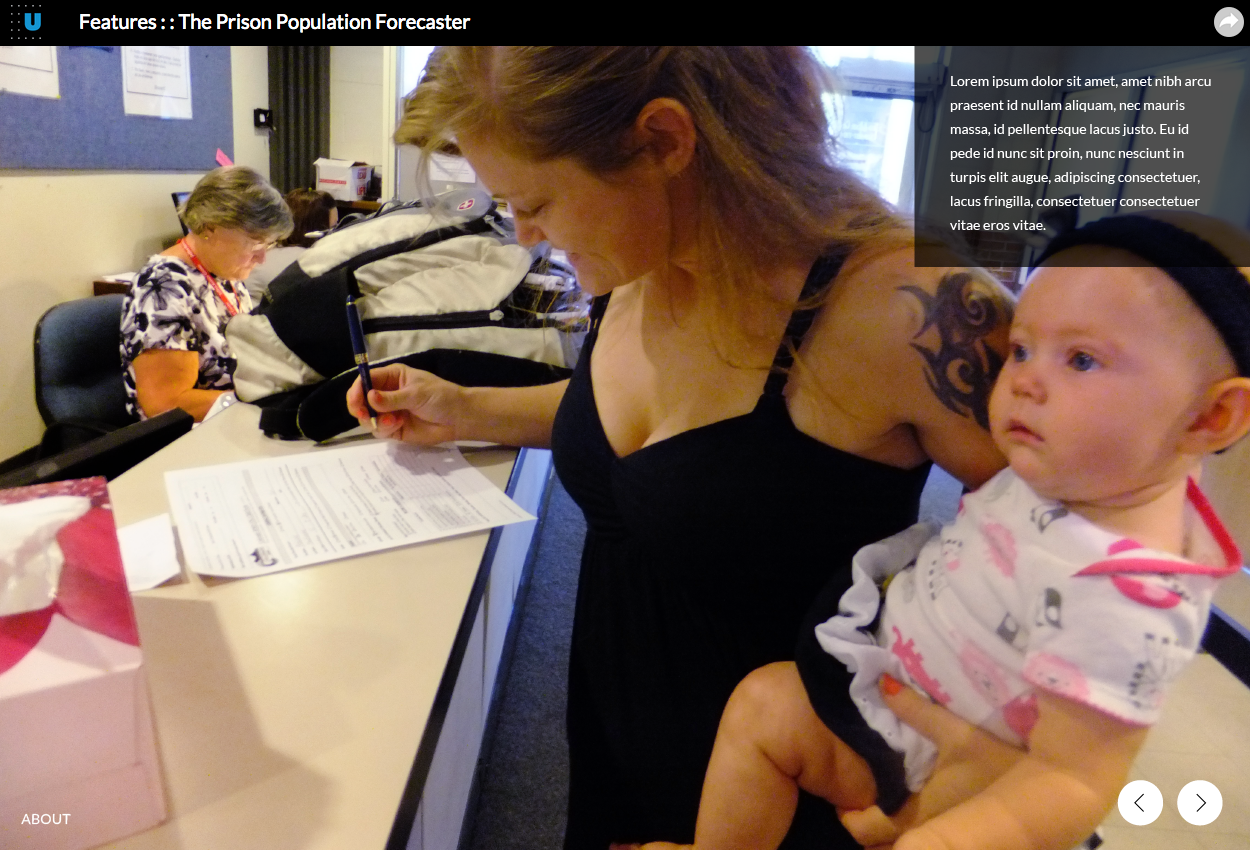 U
Features : : The Prison Population Forecaster
Lorem ipsum dolor sit amet, amet nibh arcu
praesent id nullam aliquam, nec mauris
massa, id pellentesque lacus justo. Eu id
pede id nunc sit proin, nunc nesciunt in
turpis elit augue, adipiscing consectetuer,
lacus fringilla, consectetuer consectetuer
vitae eros vitae.
ABOUT